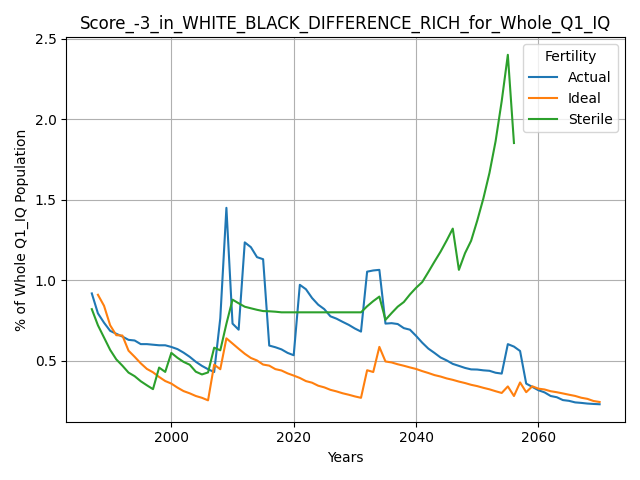 Score_-3_in_WHITE_BLACK_DIFFERENCE_RICH_for_Whole_Q1_IQ
2.5
2.0
1.5
1.0
0.5
% of Whole Q1_IQ Population
Fertility
Actual
Ideal
Sterile
2000 2020 2040 2060
Years